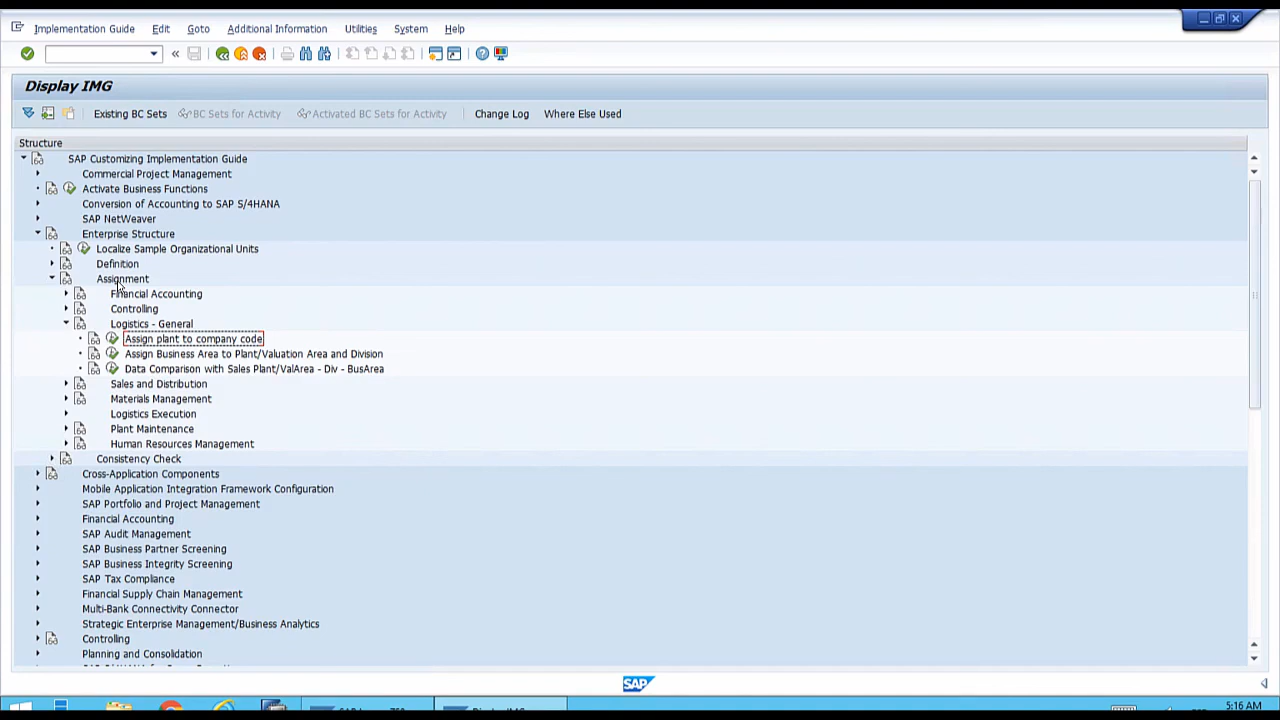 Implementation Guide Edit Goto Additional Information Utilities System Help
Display IMG
Existing BC Sets BC Sets for Activity Activated BC Sets for Activity Change Log Where Else Used
Structure
SAP Customizing Implementation Guide
Commercial Project Management
Activate Business Functions
Conversion of Accounting to SAP S/4HANA
SAP NetWeaver
Enterprise Structure
Localize Sample Organizational Units
Definition
Assignment
Financial Accounting
Controlling
Logistics - General
Assign plant to company code
Assign Business Area to Plant/Valuation Area and Division
Data Comparison with Sales Plant/ValArea - Div - BusArea
Sales and Distribution
Materials Management
Logistics Execution
Plant Maintenance
Human Resources Management
Consistency Check
Cross-Application Components
Mobile Application Integration Framework Configuration
SAP Portfolio and Project Management
Financial Accounting
SAP Audit Management
SAP Business Partner Screening
SAP Business Integrity Screening
SAP Tax Compliance
Financial Supply Chain Management
Multi-Bank Connectivity Connector
Strategic Enterprise Management/Business Analytics
Controlling
Planning and Consolidation
SAP
5:16 AM